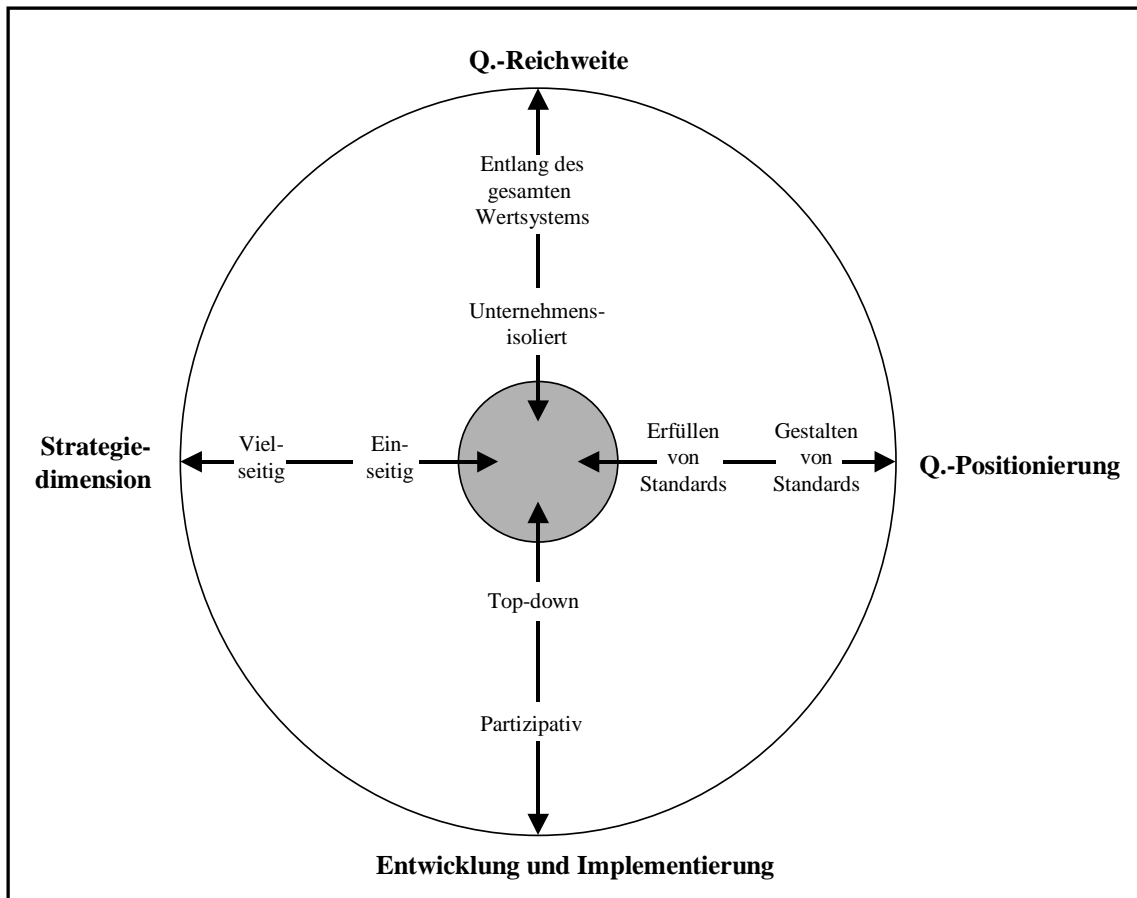 Q.-Reichweite
Entlang des
gesamten
Wertsystems
Unternehmens-
isoliert
Strategie-
dimension
Viel-
seitig
Ein-
seitig
Erfüllen
von
Standards
Gestalten
von
Standards
Q.-Positionierung
Top-down
Partizipativ
Entwicklung und Implementierung